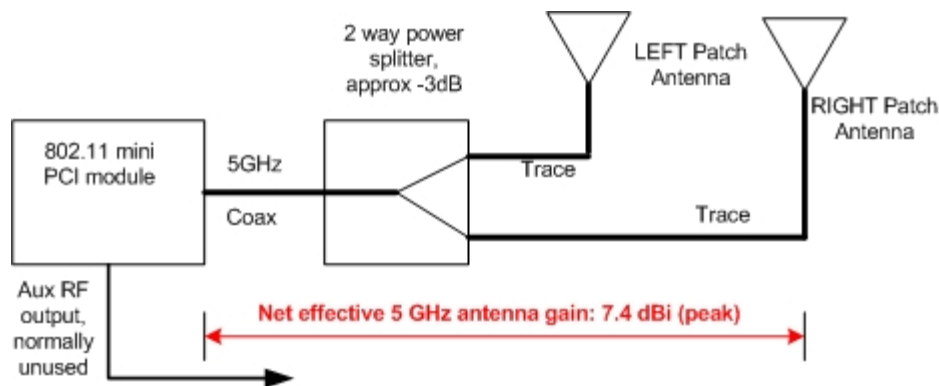 2 way power
splitter,
approx -3dB
LEFT Patch
Antenna
RIGHT Patch
Antenna
802.11 mini
PCI module
5GHz
Coax
Trace
Trace
Aux RF
output,
normally
unused
Net effective 5 GHz antenna gain: 7.4 dBi (peak)